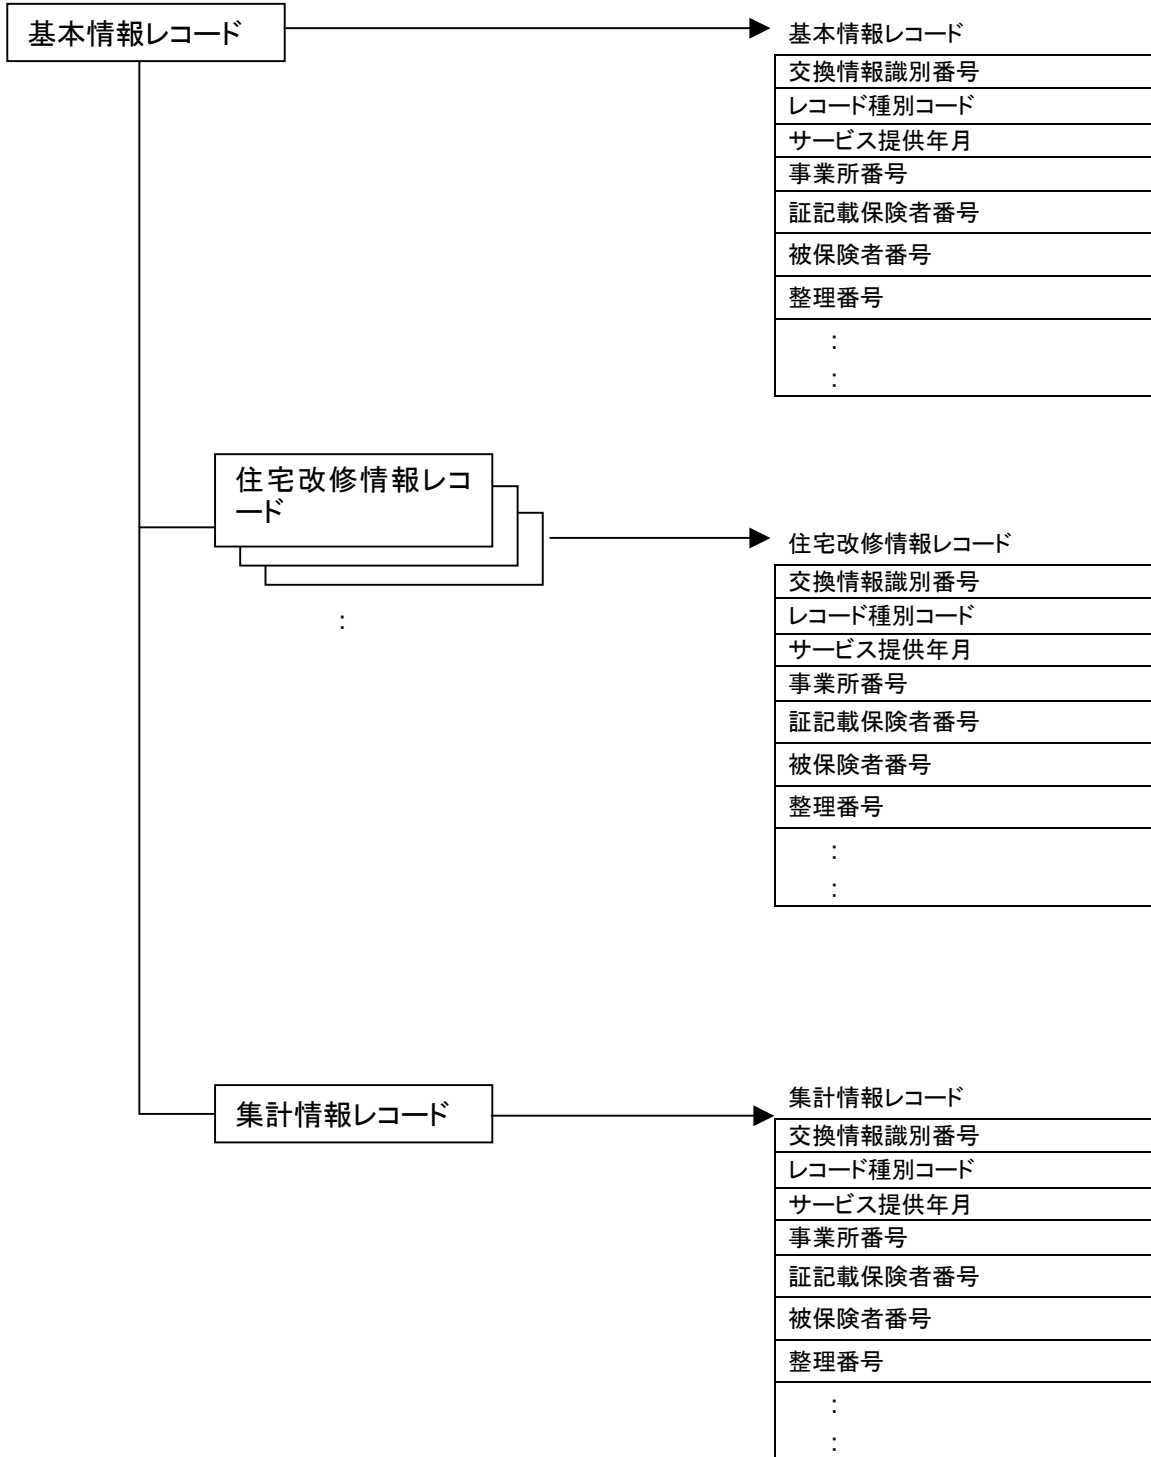 基本情報レコード
基本情報レコード
交換情報識別番号
レコード種別コード
サービス提供年月
事業所番号
証記載保険者番号
被保険者番号
整理番号
:
:
住宅改修情報レコ
ード
:
住宅改修情報レコード
交換情報識別番号
レコード種別コード
サービス提供年月
事業所番号
証記載保険者番号
被保険者番号
整理番号
:
:
集計情報レコード
集計情報レコード
交換情報識別番号
レコード種別コード
サービス提供年月
事業所番号
証記載保険者番号
被保険者番号
整理番号
:
: